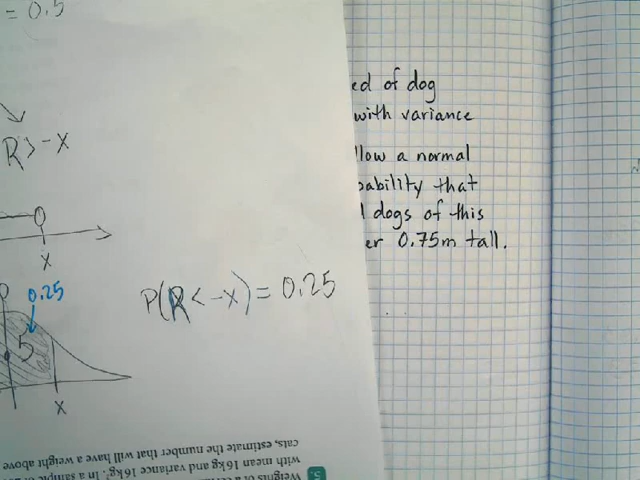 = 0.5
R > -x
x
0.25
5
x
P(R < -x) = 0.25
ed of dog
with variance
llow a normal
bability that
l dogs of this
er 0.75m tall.
5.
Weights of a
with mean 16kg and variance 16kg². In a sample of
cats, estimate the number that will have a weight above